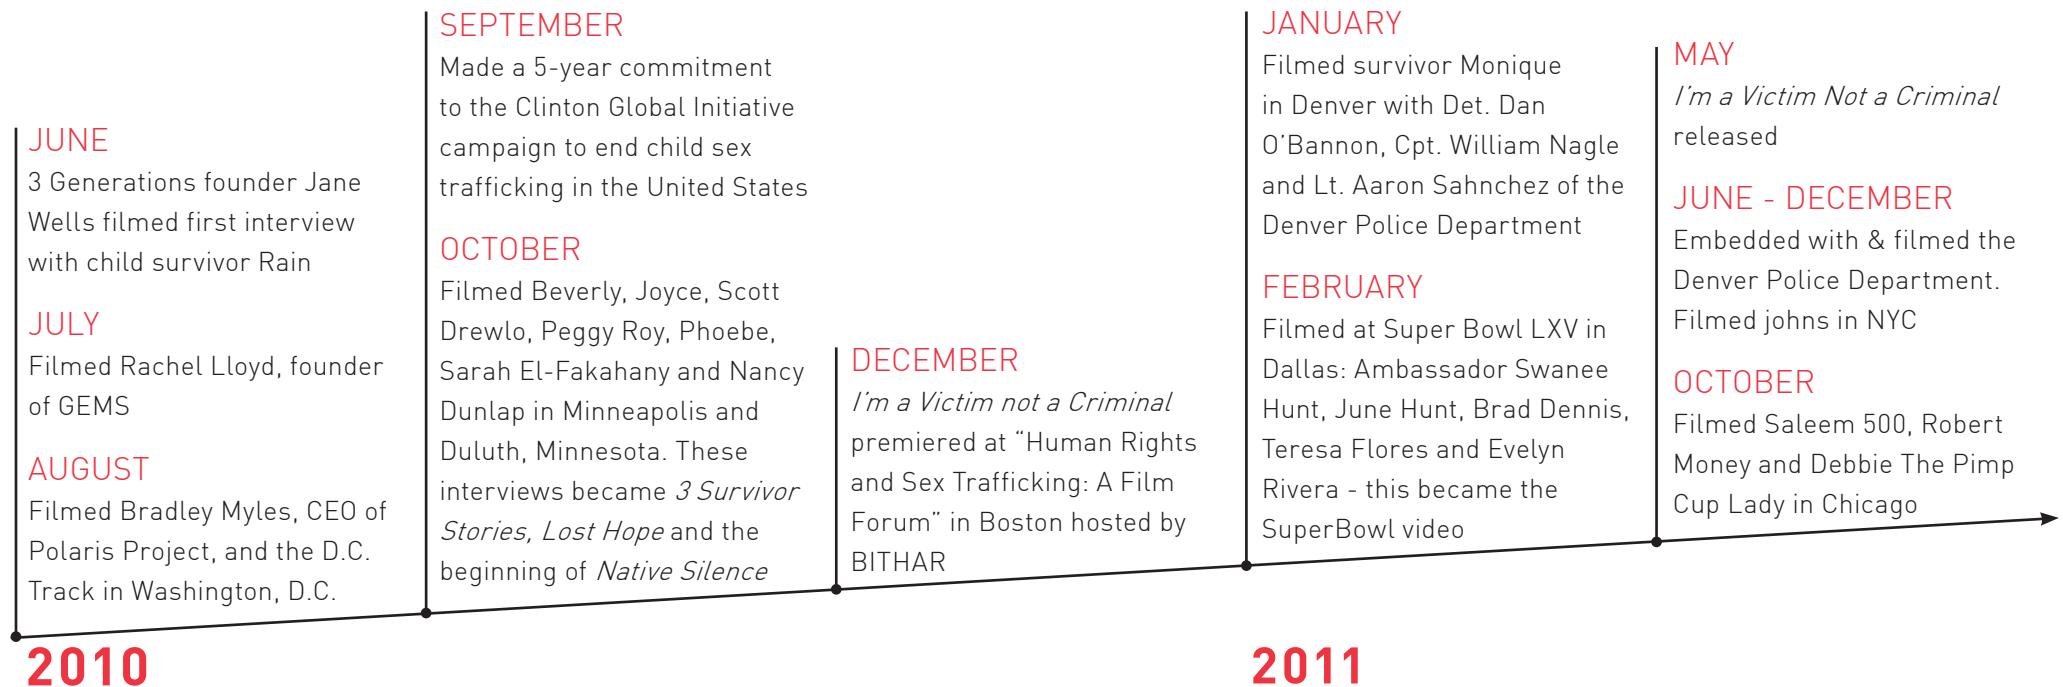 JUNE
3 Generations founder Jane
Wells filmed first interview
with child survivor Rain
JULY
Filmed Rachel Lloyd, founder
of GEMS
AUGUST
Filmed Bradley Myles, CEO of
Polaris Project, and the D.C.
Track in Washington, D.C.
SEPTEMBER
Made a 5-year commitment
to the Clinton Global Initiative
campaign to end child sex
trafficking in the United States
OCTOBER
Filmed Beverly, Joyce, Scott
Drewlo, Peggy Roy, Phoebe,
Sarah El-Fakahany and Nancy
Dunlap in Minneapolis and
Duluth, Minnesota. These
interviews became 3 Survivor
Stories, Lost Hope and the
beginning of Native Silence
DECEMBER
I’m a Victim not a Criminal
premiered at “Human Rights
and Sex Trafficking: A Film
Forum” in Boston hosted by
BITHAR
JANUARY
Filmed survivor Monique
in Denver with Det. Dan
O’Bannon, Cpt. William Nagle
and Lt. Aaron Sahnchez of the
Denver Police Department
FEBRUARY
Filmed at Super Bowl LXV in
Dallas: Ambassador Swanee
Hunt, June Hunt, Brad Dennis,
Teresa Flores and Evelyn
Rivera - this became the
SuperBowl video
MAY
I’m a Victim Not a Criminal
released
JUNE - DECEMBER
Embedded with & filmed the
Denver Police Department.
Filmed johns in NYC
OCTOBER
Filmed Saleem 500, Robert
Money and Debbie The Pimp
Cup Lady in Chicago
2010
2011